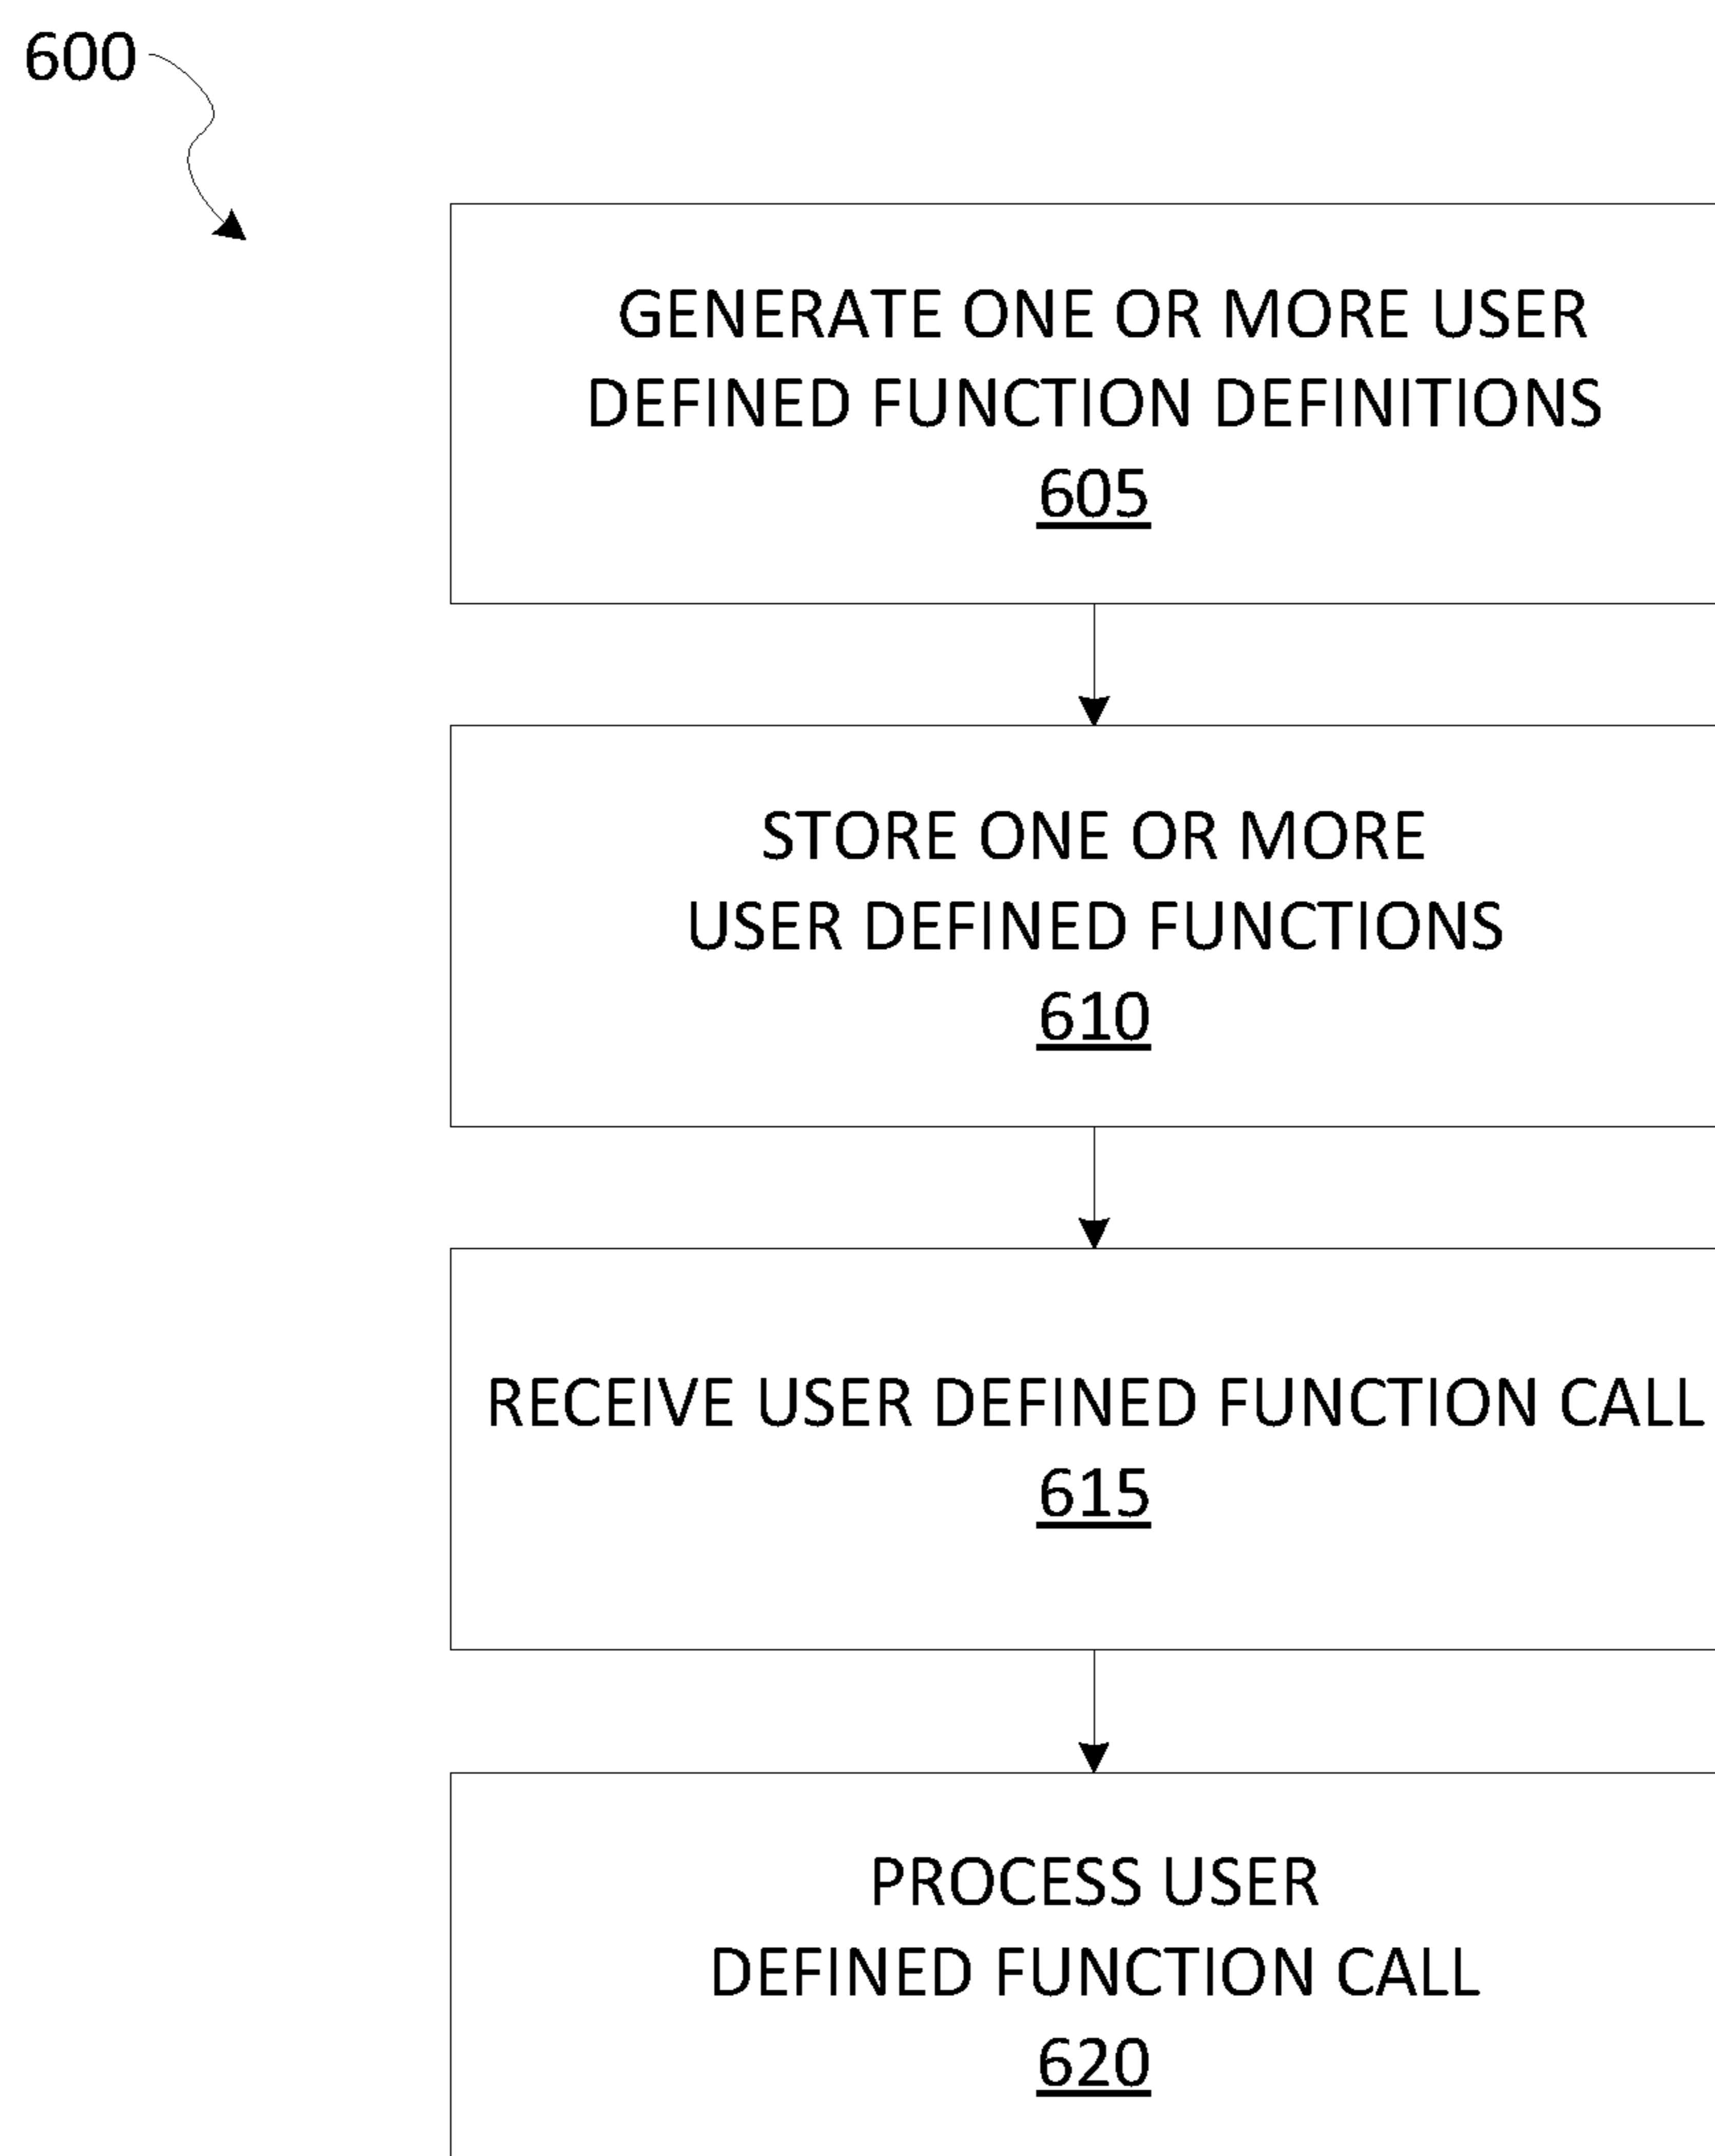 600
GENERATE ONE OR MORE USER
DEFINED FUNCTION DEFINITIONS
605
STORE ONE OR MORE
USER DEFINED FUNCTIONS
610
RECEIVE USER DEFINED FUNCTION CALL
615
PROCESS USER
DEFINED FUNCTION CALL
620